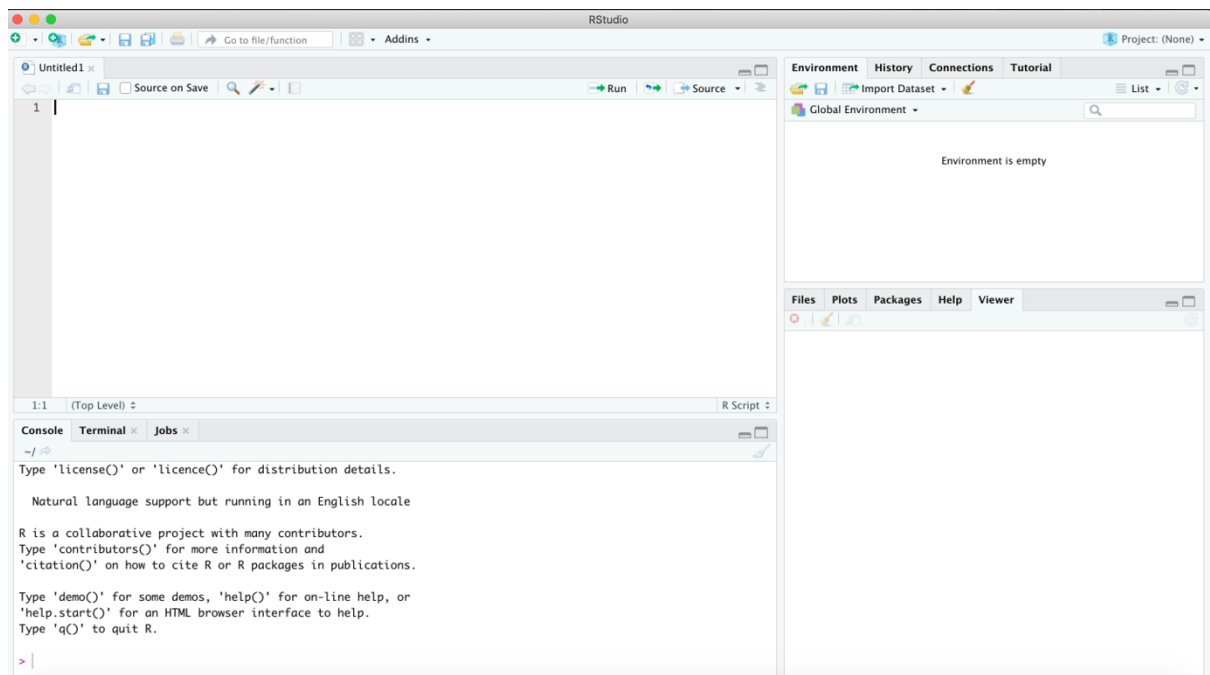 RStudio
Go to file/function Addins Project: (None)
Untitled1
Source on Save Run Source
1
1:1 (Top Level) R Script
Console Terminal Jobs
~/
Type 'license()' or 'licence()' for distribution details.
Natural language support but running in an English locale
R is a collaborative project with many contributors.
Type 'contributors()' for more information and
'citation()' on how to cite R or R packages in publications.
Type 'demo()' for some demos, 'help()' for on-line help, or
'help.start()' for an HTML browser interface to help.
Type 'q()' to quit R.
>
Environment History Connections Tutorial
Import Dataset List
Global Environment
Environment is empty
Files Plots Packages Help Viewer